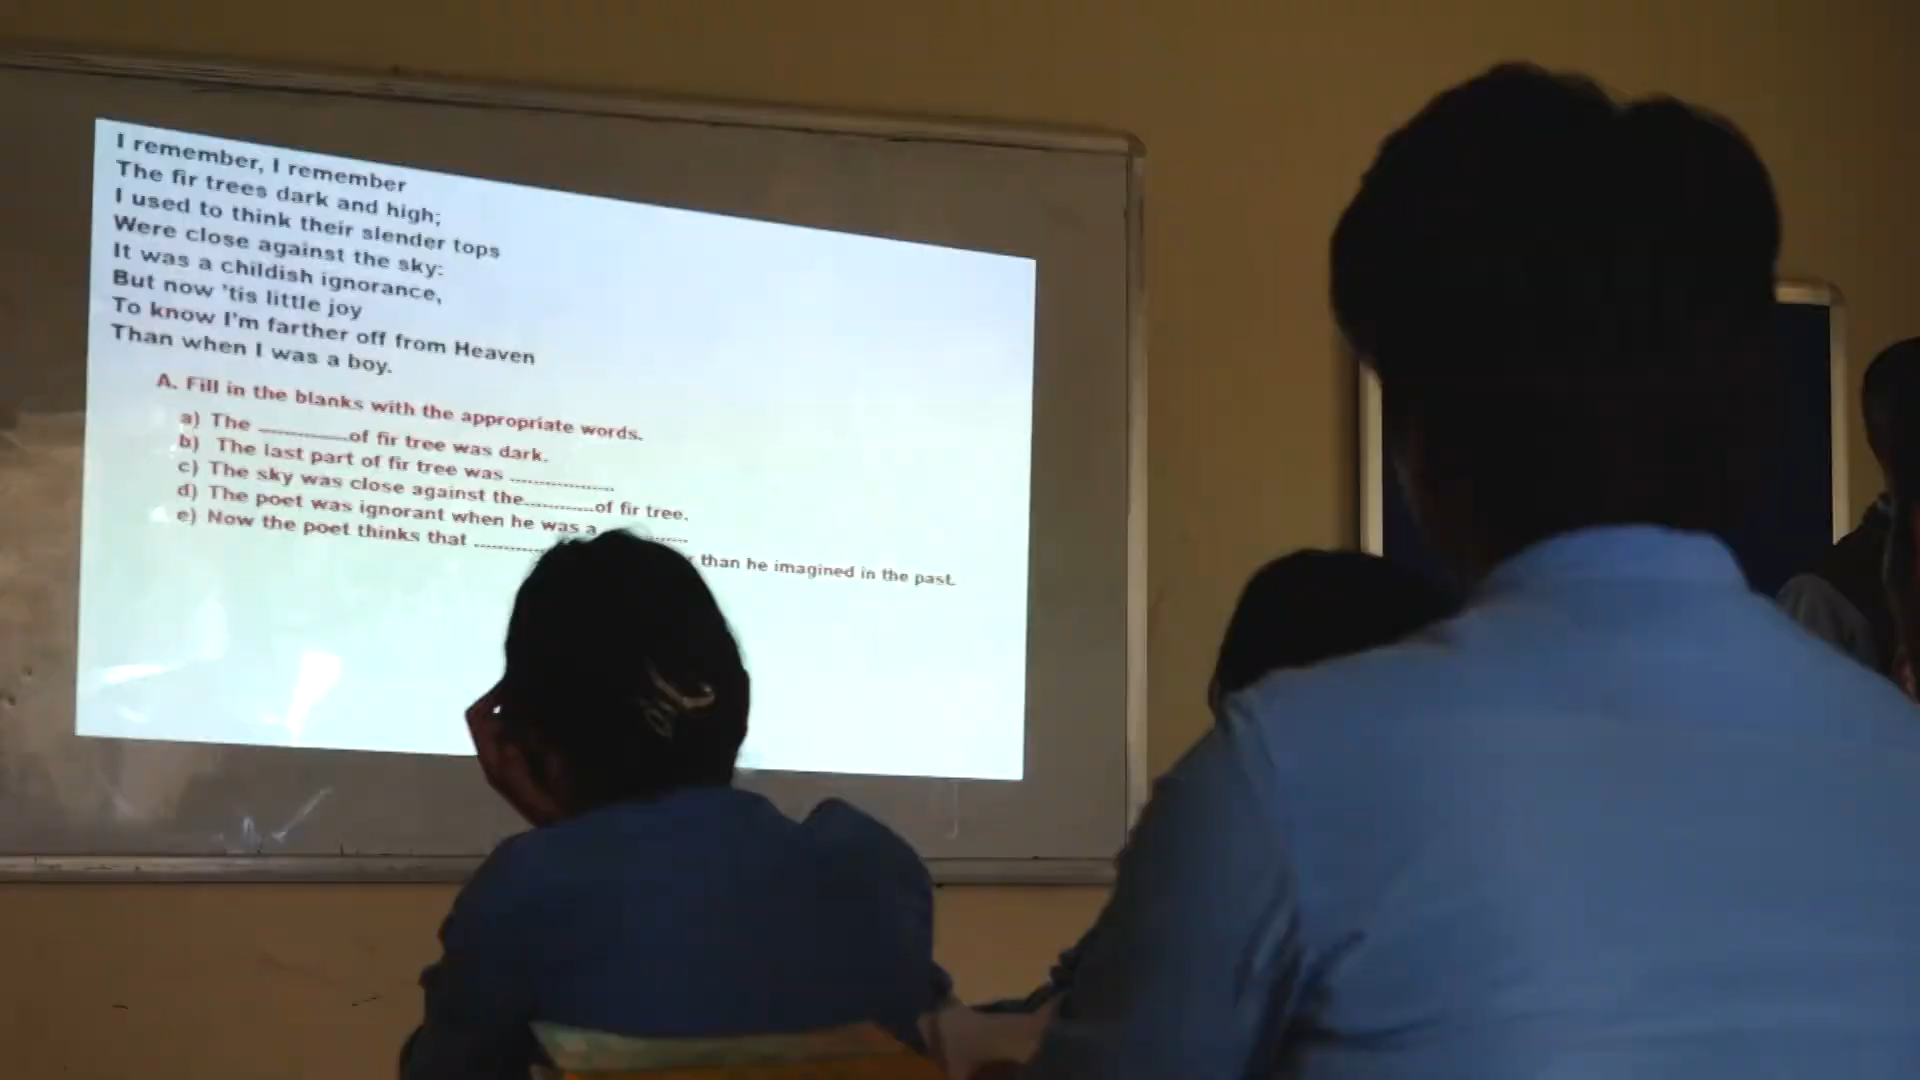 I remember, I remember
The fir trees dark and high;
I used to think their slender tops
Were close against the sky:
It was a childish ignorance,
But now 'tis little joy
To know I'm farther off from Heaven
Than when I was a boy.
A. Fill in the blanks with the appropriate words.
a) The ............of fir tree was dark.
b) The last part of fir tree was ..................
c) The sky was close against the............of fir tree.
d) The poet was ignorant when he was a ........
e) Now the poet thinks that ............ than he imagined in the past.